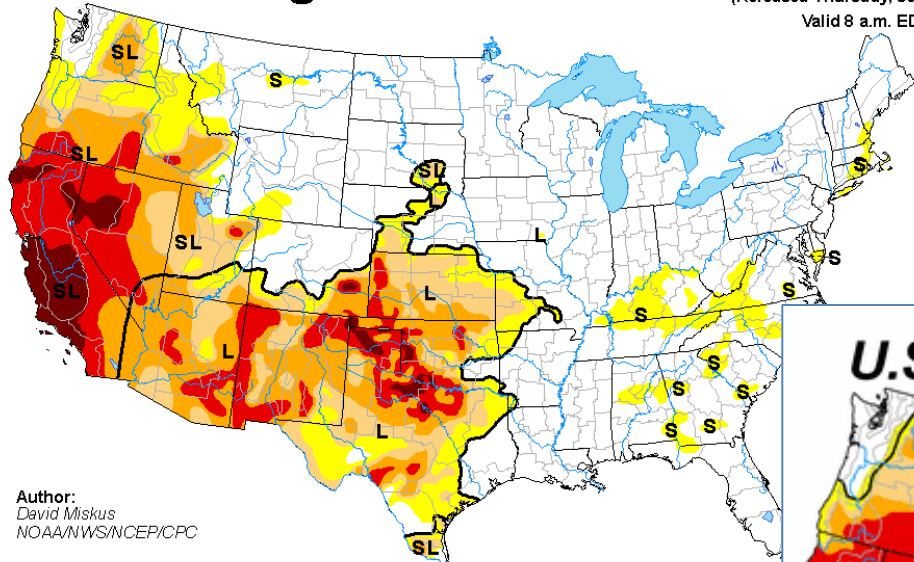 Valid 8 a.m. ED
SL
S
SL
SL
S
L
SL
S
SL
L
S
S
L
S
S
S
L
S
S
SL
U.S
Author:
David Miskus
NOAA/NWS/NCEP/CPC